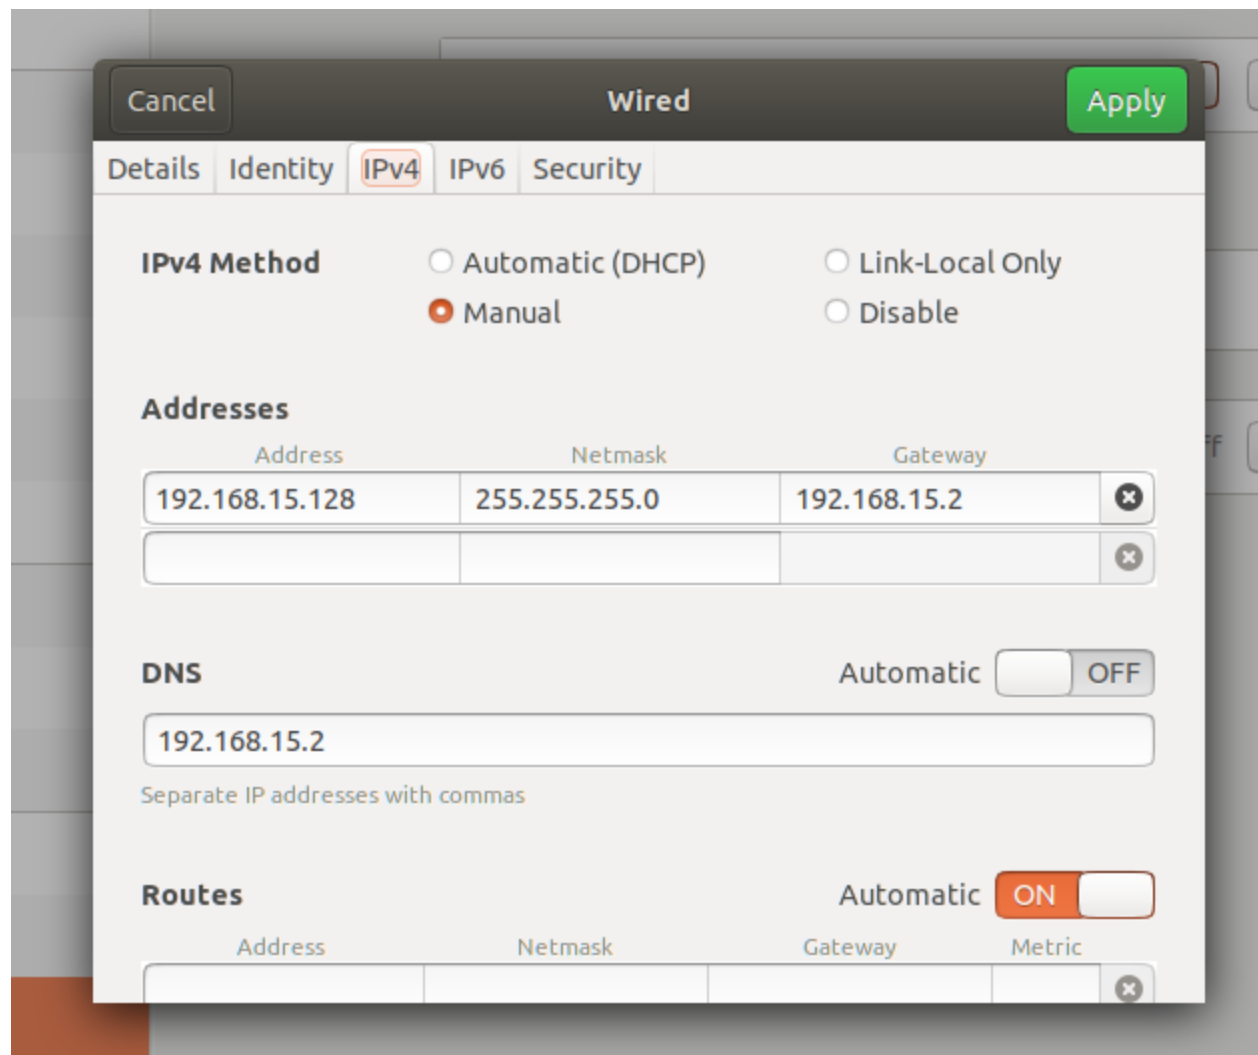 Cancel Wired Apply
Details Identity IPv4 IPv6 Security
IPv4 Method Automatic (DHCP) Link-Local Only
Manual Disable
Addresses
Address Netmask Gateway
192.168.15.128 255.255.255.0 192.168.15.2
DNS Automatic OFF
192.168.15.2
Separate IP addresses with commas
Routes Automatic ON
Address Netmask Gateway Metric